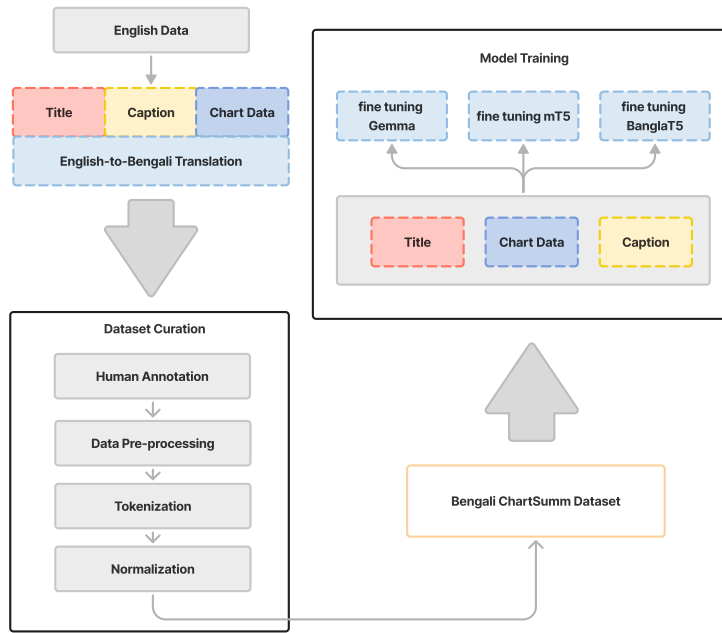 English Data
Title
Caption
Chart Data
English-to-Bengali Translation
Dataset Curation
Human Annotation
Data Pre-processing
Tokenization
Normalization
Bengali ChartSumm Dataset
Model Training
fine tuning
Gemma
fine tuning mT5
fine tuning
BanglaT5
Title
Chart Data
Caption